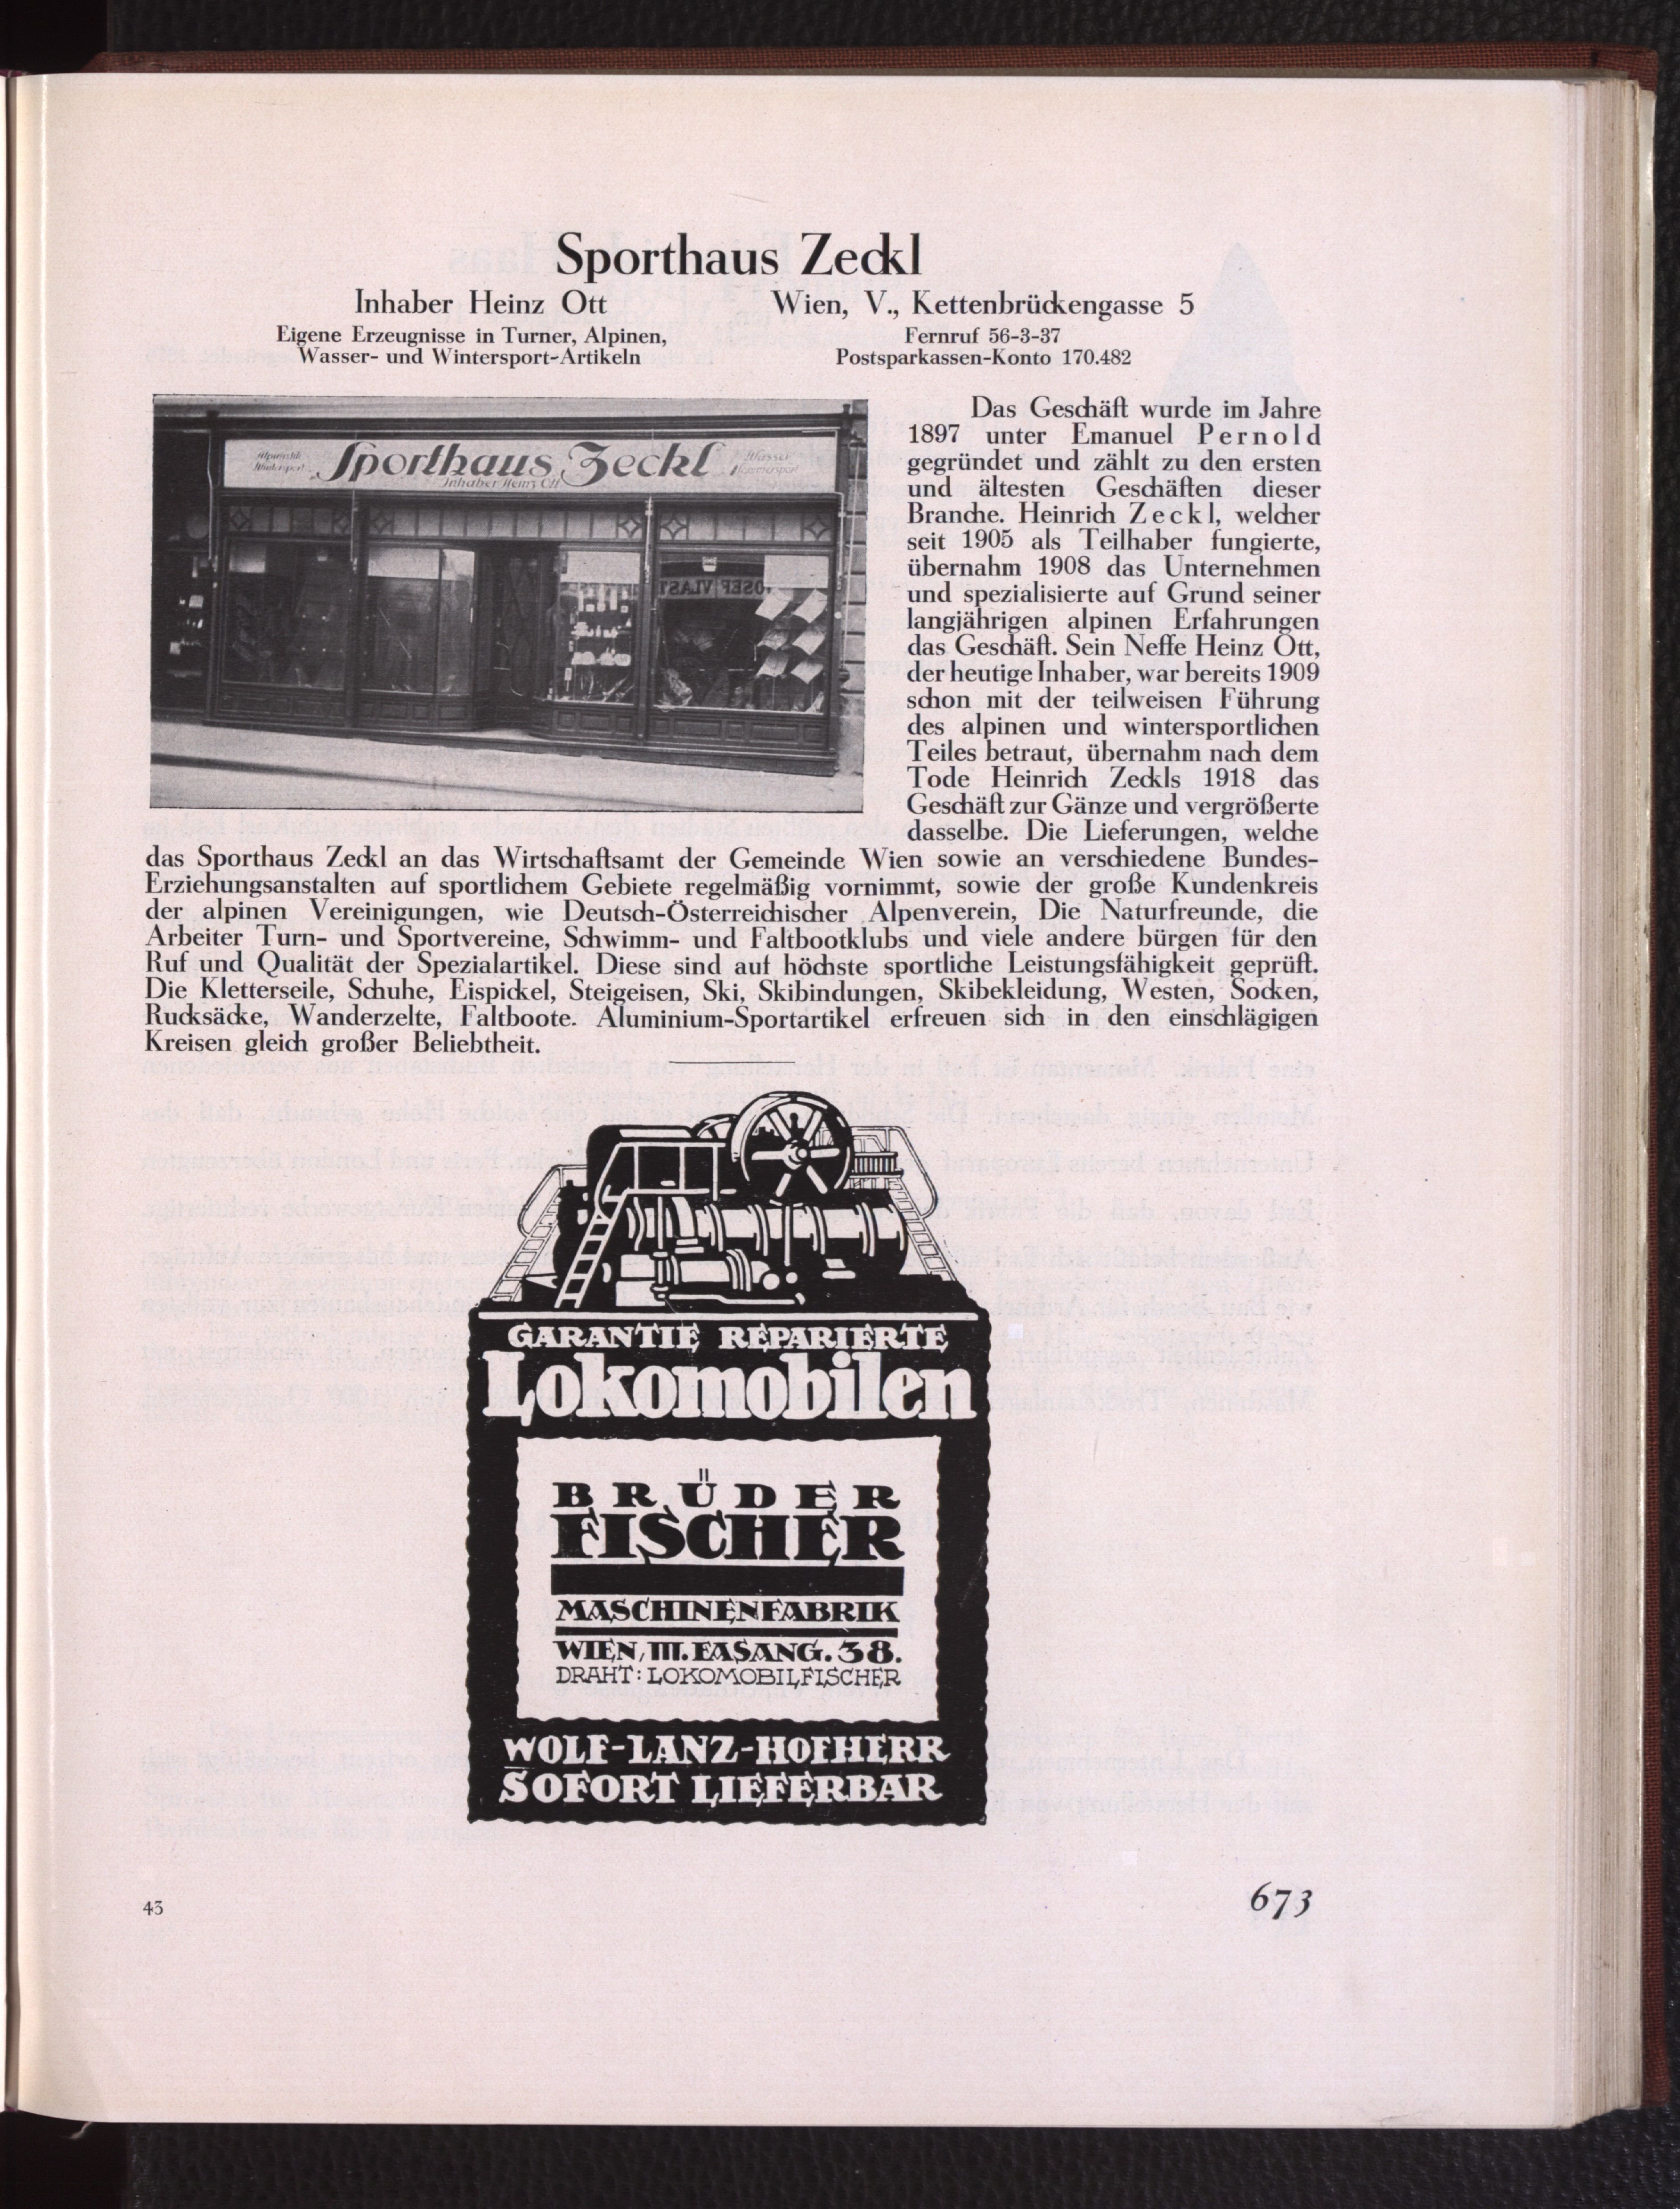 Sporthaus Zeckl
Inhaber Heinz Ott
Wien, V., Kettenbrückengasse 5
Eigene Erzeugnisse in Turner, Alpinen,
Wasser- und Wintersport-Artikeln
Fernruf 56-3-37
Postsparkassen-Konto 170.482
Sporthaus Zeckl
Inhaber Heinz Ott
Das Geschäft wurde im Jahre
1897 unter Emanuel Pernold
gegründet und zählt zu den ersten
und ältesten Geschäften dieser
Branche. Heinrich Zeckl, welcher
seit 1905 als Teilhaber fungierte,
übernahm 1908 das Unternehmen
und spezialisierte auf Grund seiner
langjährigen alpinen Erfahrungen
das Geschäft. Sein Neffe Heinz Ott,
der heutige Inhaber, war bereits 1909
schon mit der teilweisen Führung
des alpinen und wintersportlichen
Teiles betraut, übernahm nach dem
Tode Heinrich Zeckls 1918 das
Geschäft zur Gänze und vergrößerte
dasselbe. Die Lieferungen, welche
das Sporthaus Zeckl an das Wirtschaftsamt der Gemeinde Wien sowie an verschiedene Bundes-
Erziehungsanstalten auf sportlichem Gebiete regelmäßig vornimmt, sowie der große Kundenkreis
der alpinen Vereinigungen, wie Deutsch-Österreichischer Alpenverein, Die Naturfreunde, die
Arbeiter Turn- und Sportvereine, Schwimm- und Faltbootklubs und viele andere bürgen für den
Ruf und Qualität der Spezialartikel. Diese sind auf höchste sportliche Leistungsfähigkeit geprüft.
Die Kletterseile, Schuhe, Eispickel, Steigeisen, Ski, Skibindungen, Skibekleidung, Westen, Socken,
Rucksäcke, Wanderzelte, Faltboote. Aluminium-Sportartikel erfreuen sich in den einschlägigen
Kreisen gleich großer Beliebtheit.
GARANTIE REPARIERTE
Lokomobilen
BRÜDER
FISCHER
MASCHINENFABRIK
WIEN, III. FASANG. 38.
DRAHT: LOKOMOBILFISCHER
WOLF-LANZ-HOFHERR
SOFORT LIEFERBAR
43
673